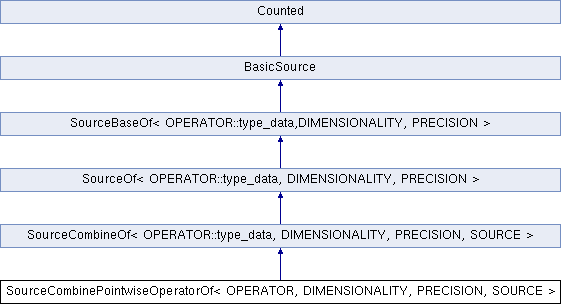 Counted
BasicSource
SourceBaseOf< OPERATOR::type_data,DIMENSIONALITY, PRECISION >
SourceOf< OPERATOR::type_data, DIMENSIONALITY, PRECISION >
SourceCombineOf< OPERATOR::type_data, DIMENSIONALITY, PRECISION, SOURCE >
SourceCombinePointwiseOperatorOf< OPERATOR, DIMENSIONALITY, PRECISION, SOURCE >